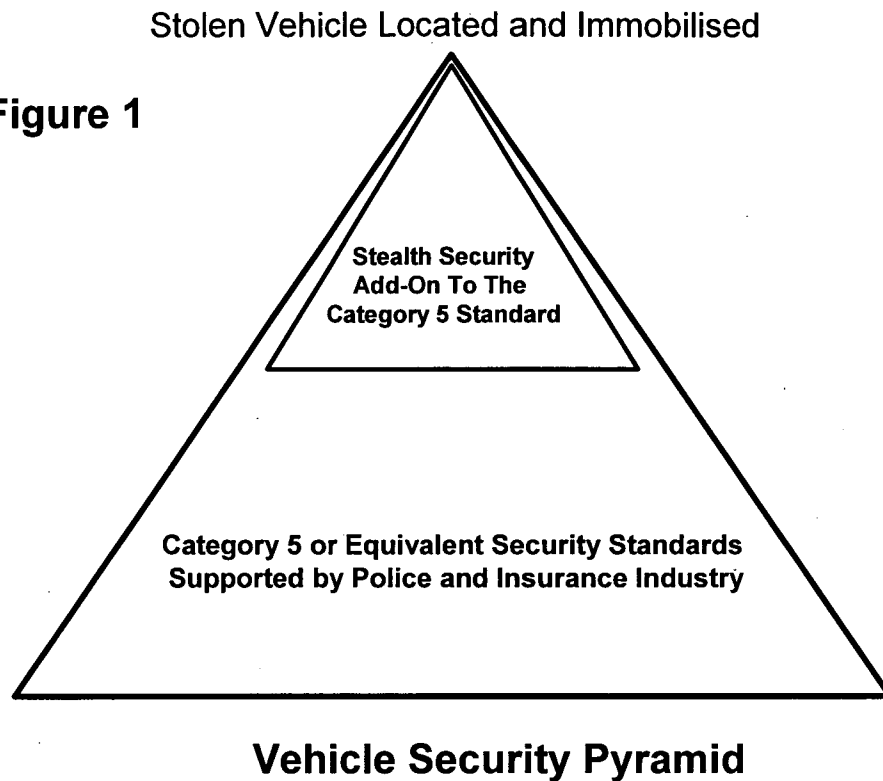 Stolen Vehicle Located and Immobilised
Figure 1
Stealth Security
Add-On To The
Category 5 Standard
Category 5 or Equivalent Security Standards
Supported by Police and Insurance Industry
Vehicle Security Pyramid